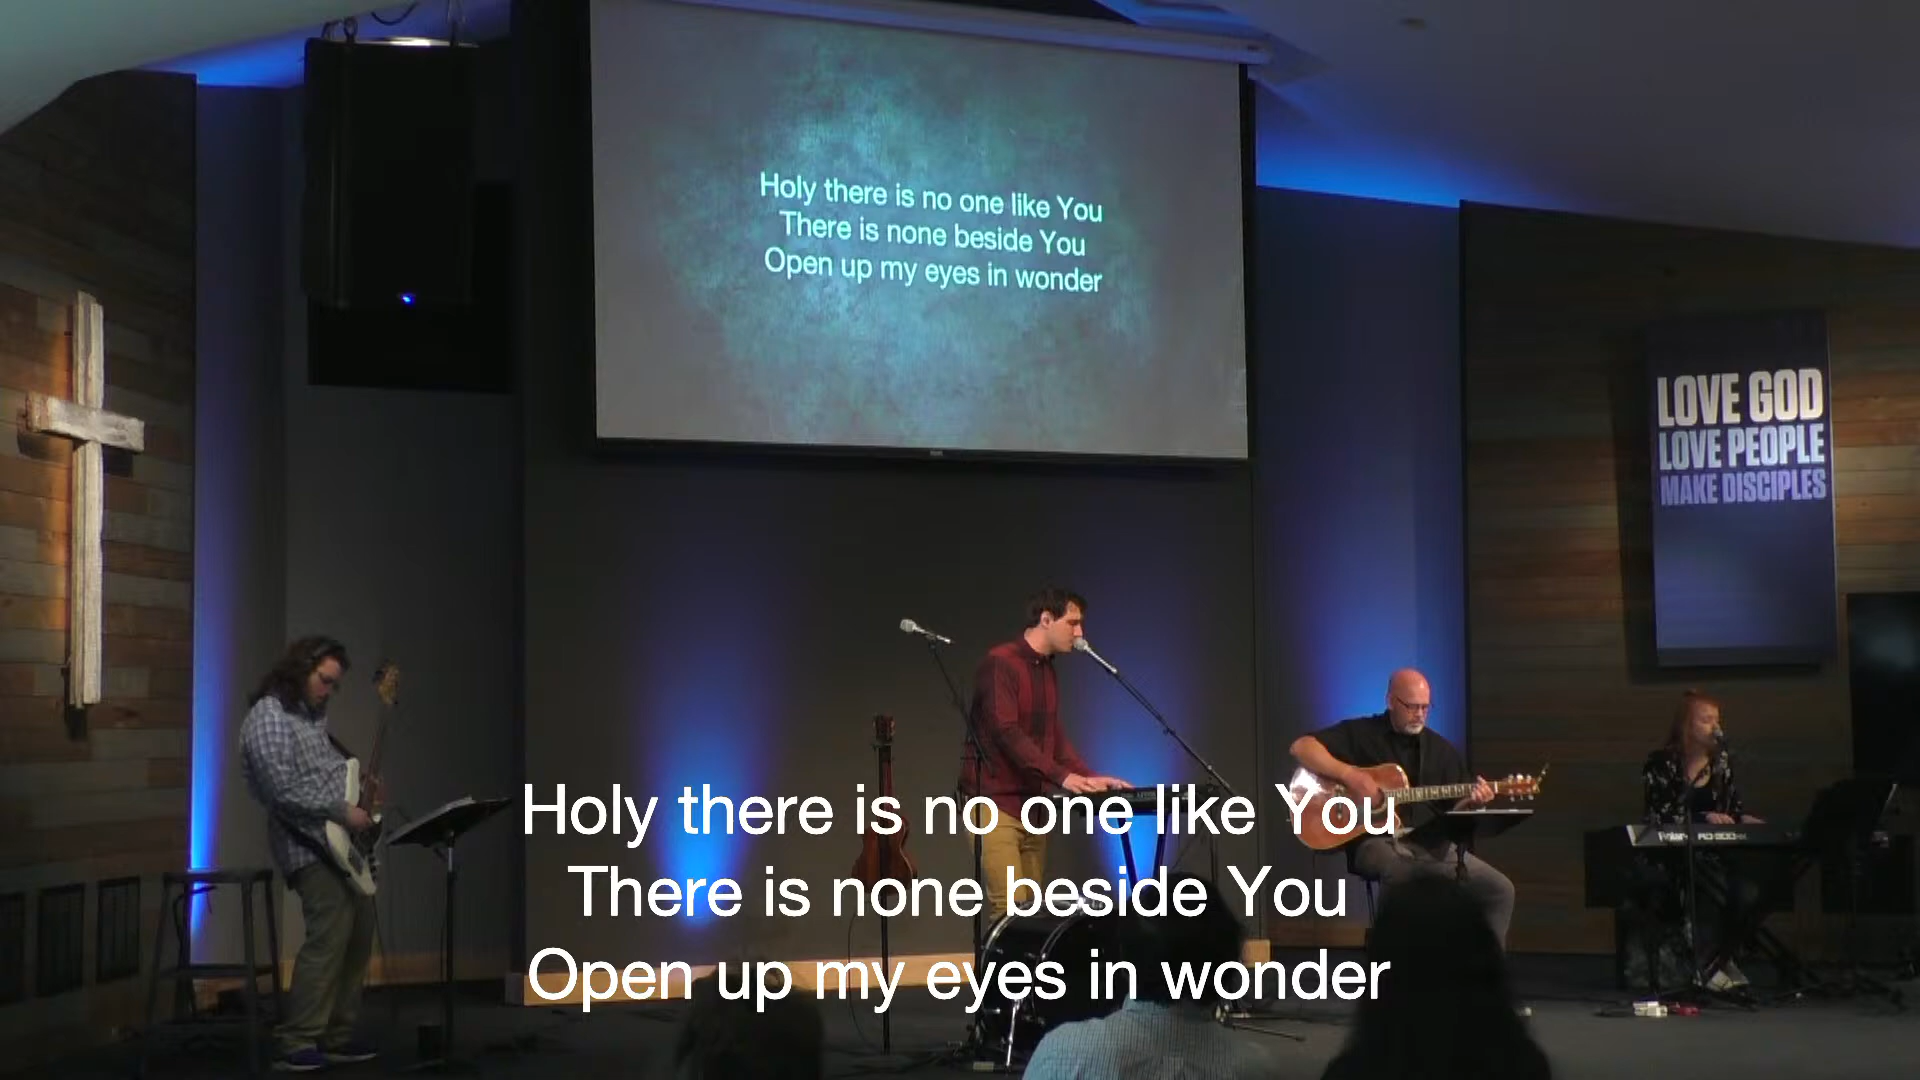 Holy there is no one like You
There is none beside You
Open up my eyes in wonder
LOVE GOD
LOVE PEOPLE
MAKE DISCIPLES
Holy there is no one like You
There is none beside You
Open up my eyes in wonder